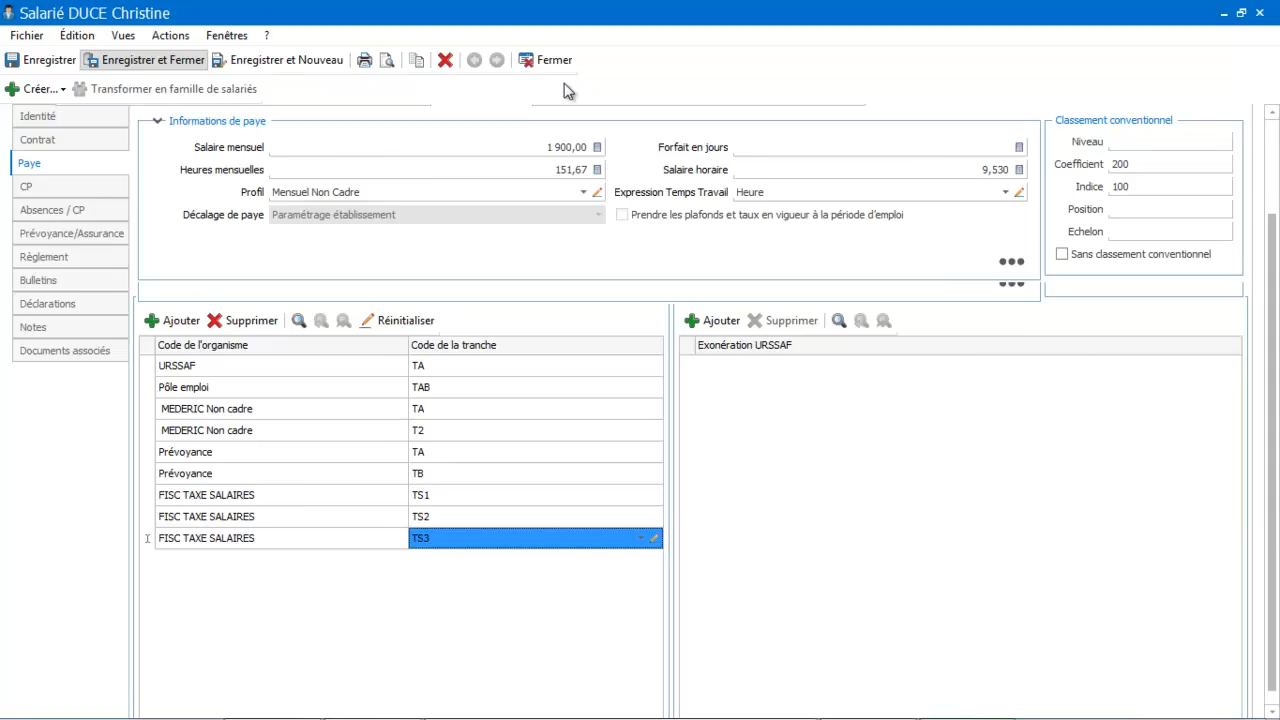 Salarié DUCE Christine
Fichier Édition Vues Actions Fenêtres ?
Enregistrer Enregistrer et Fermer Enregistrer et Nouveau Fermer
Créer... Transformer en famille de salariés
Identité
Contrat
Paye
CP
Absences / CP
Prévoyance/Assurance
Règlement
Bulletins
Déclarations
Notes
Documents associés
Informations de paye
Salaire mensuel 1 900,00 Forfait en jours
Heures mensuelles 151,67 Salaire horaire 9,530
Profil Mensuel Non Cadre Expression Temps Travail Heure
Décalage de paye Paramétrage établissement Prendre les plafonds et taux en vigueur à la période d'emploi
Classement conventionnel
Niveau
Coefficient 200
Indice 100
Position
Echelon
Sans classement conventionnel
Ajouter Supprimer Réinitialiser
Code de l'organisme Code de la tranche
URSSAF TA
Pôle emploi TAB
MEDERIC Non cadre TA
MEDERIC Non cadre T2
Prévoyance TA
Prévoyance TB
FISC TAXE SALAIRES TS1
FISC TAXE SALAIRES TS2
FISC TAXE SALAIRES TS3
Ajouter Supprimer
Exonération URSSAF